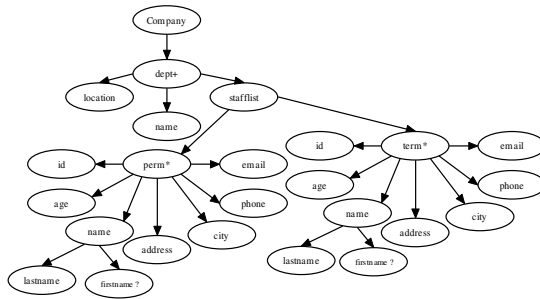 Company
dept+
location
stafflist
name
id
perm*
email
age
phone
name
address
city
lastname
firstname ?
id
term*
email
age
phone
name
address
city
lastname
firstname ?